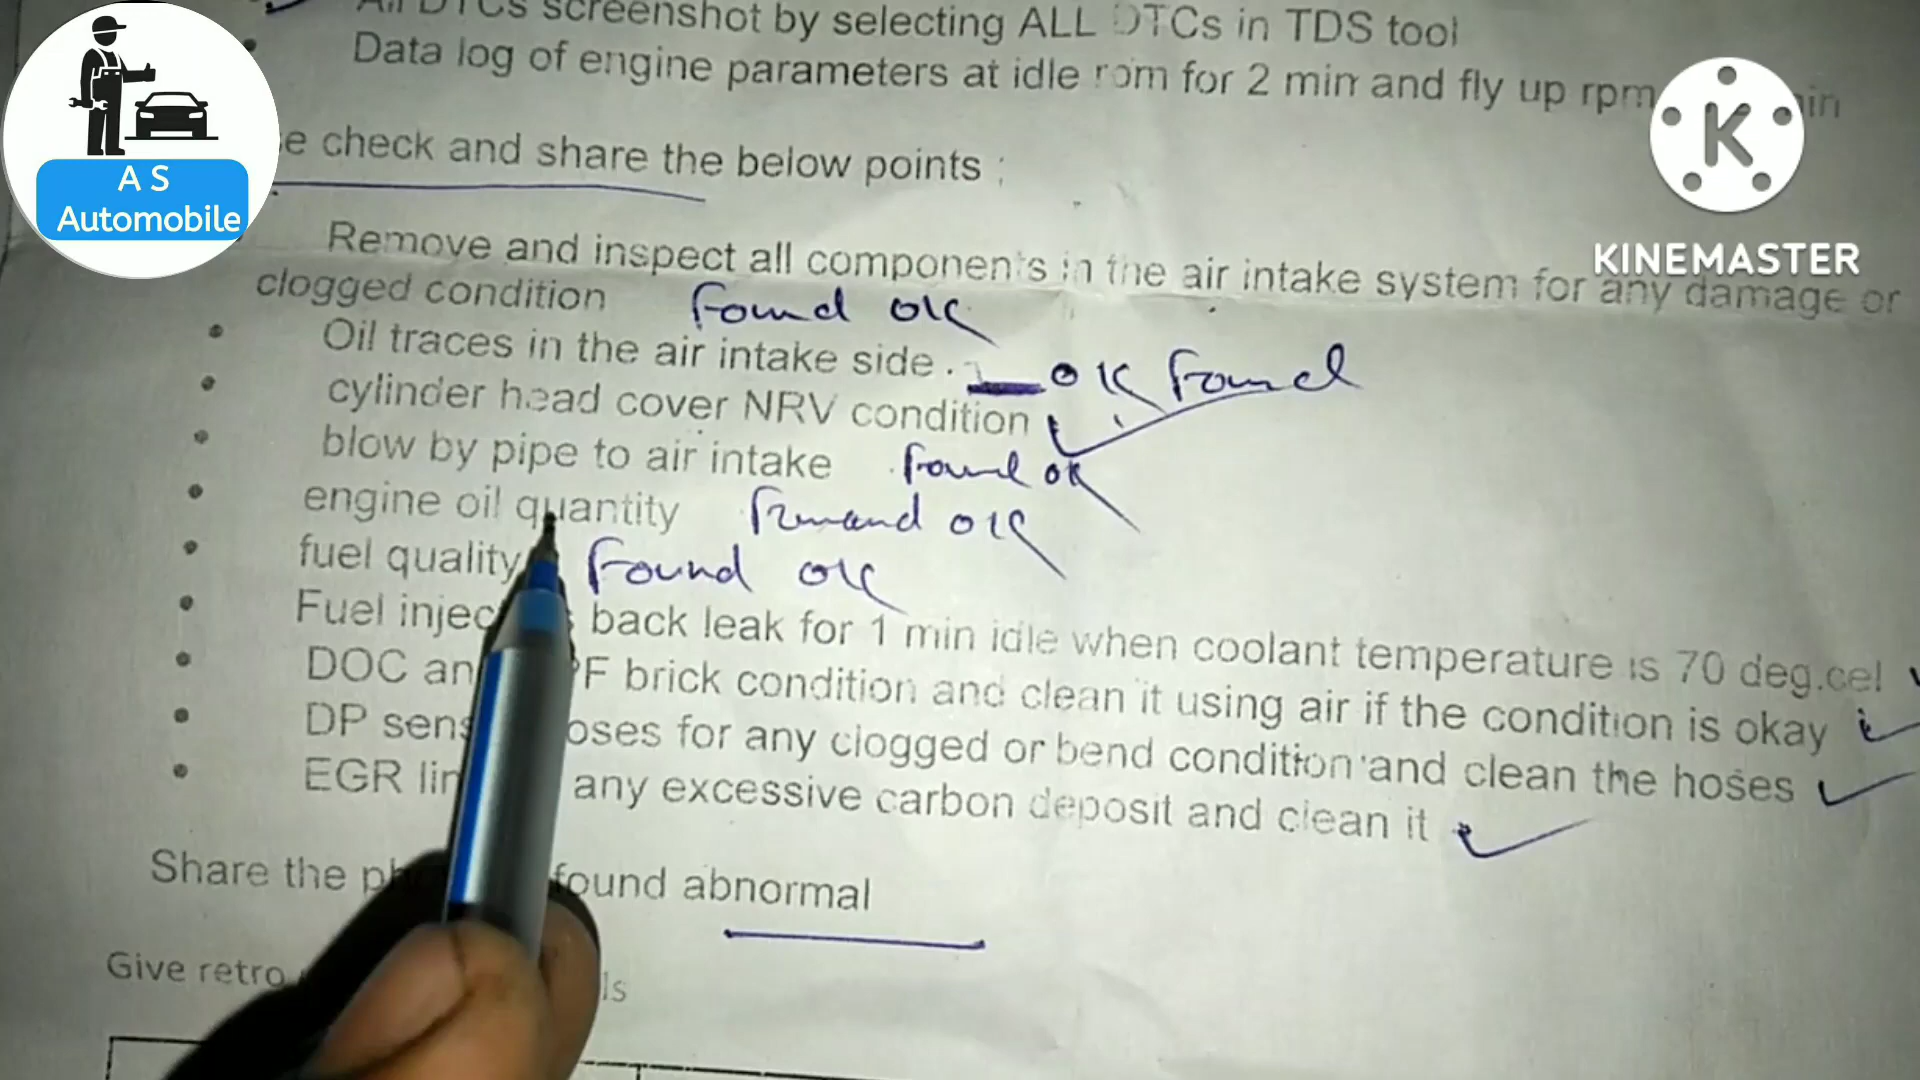 All DTCs screenshot by selecting ALL DTCs in TDS tool
Data log of engine parameters at idle rpm for 2 min and fly up rpm
A S
Automobile
KINEMASTER
check and share the below points :
Remove and inspect all components in the air intake system for any damage or
clogged condition Found OK
Oil traces in the air intake side. OK Found
cylinder head cover NRV condition
blow by pipe to air intake Found OK
engine oil quantity OK
fuel quality Found OK
Fuel back leak for 1 min idle when coolant temperature is 70 deg.cel
DOC brick condition and clean it using air if the condition is okay
DP for any clogged or bend condition and clean the hoses
EGR any excessive carbon deposit and clean it
Share the found abnormal
Give retro